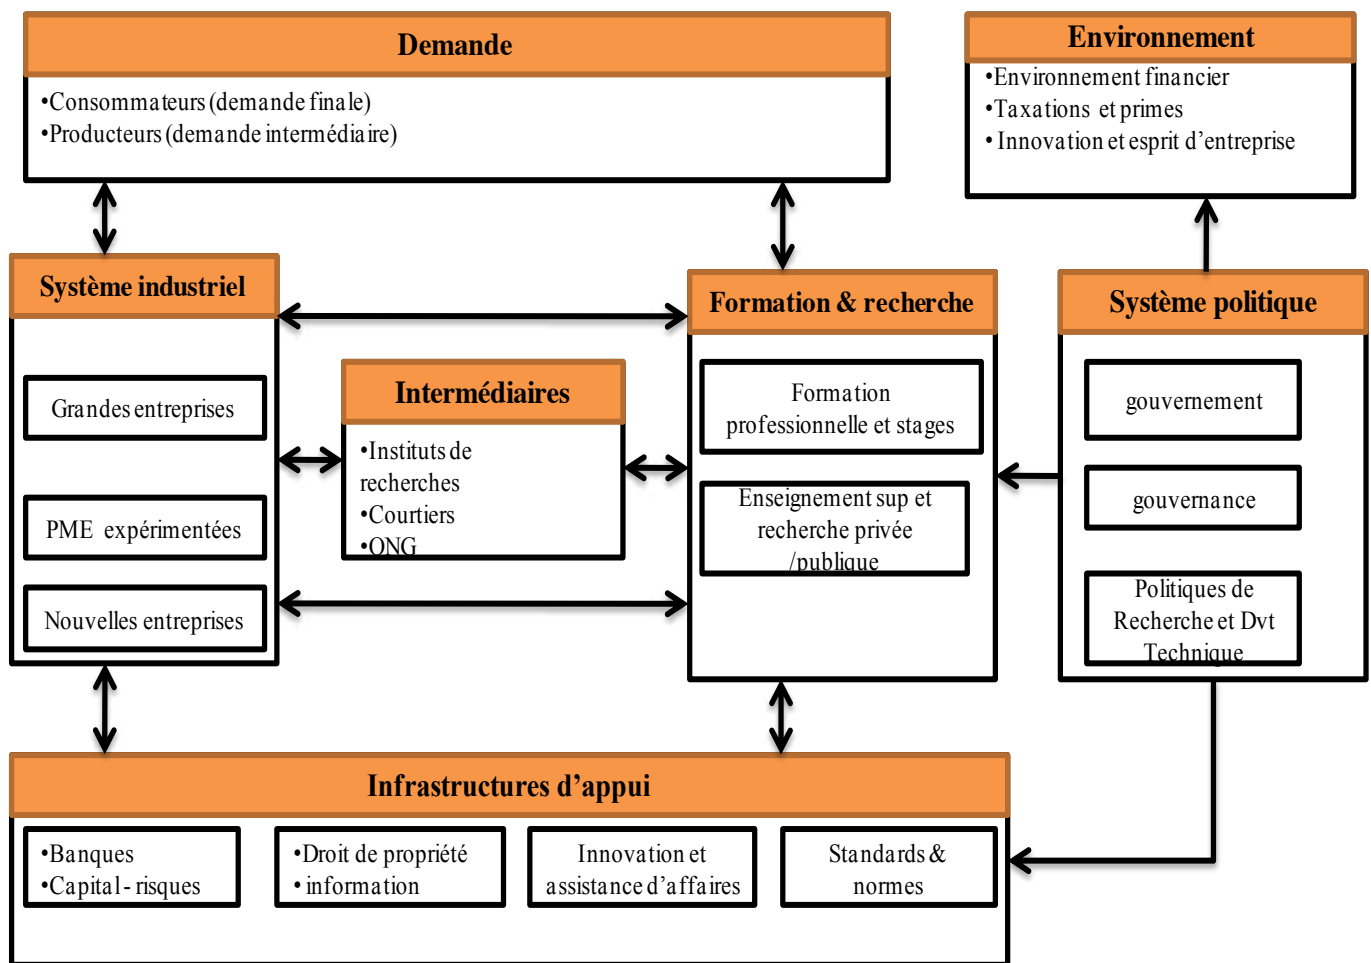 Demande
•Consommateurs (demande finale)
•Producteurs (demande intermédiaire)
Environnement
•Environnement financier
•Taxations et primes
• Innovation et esprit d’entreprise
Système industriel
Grandes entreprises
PME expérimentées
Nouvelles entreprises
Intermédiaires
•Instituts de
recherches
•Courtiers
•ONG
Formation & recherche
Formation
professionnelle et stages
Enseignement sup et
recherche privée
/publique
Système politique
gouvernement
gouvernance
Politiques de
Recherche et Dvt
Technique
Infrastructures d’appui
•Banques
•Capital - risques
•Droit de propriété
• information
Innovation et
assistance d’affaires
Standards &
normes